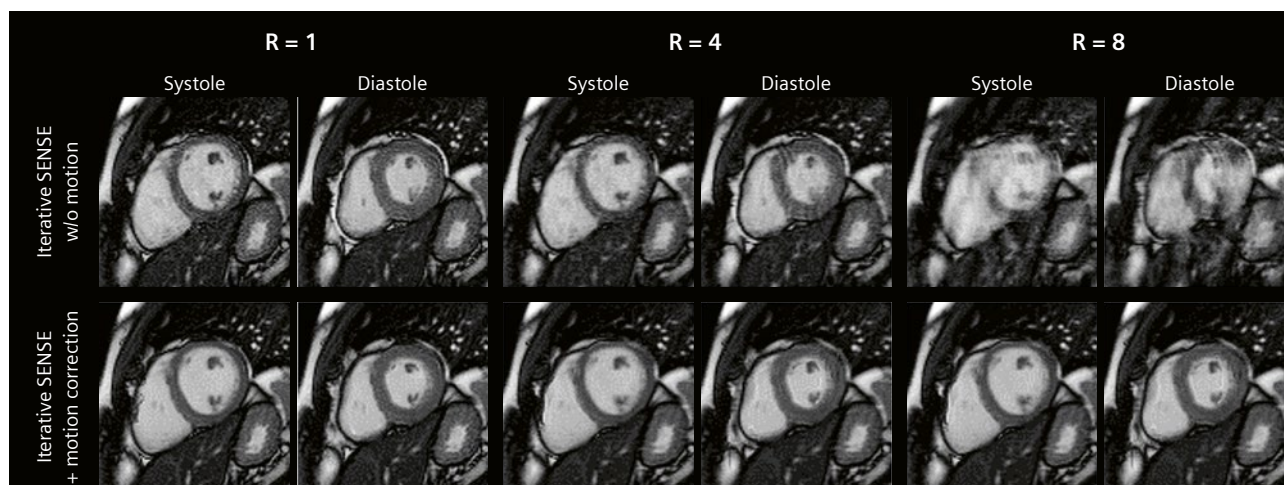 R = 1
R = 4
R = 8
Systole
Diastole
Systole
Diastole
Systole
Diastole
Iterative SENSE
w/o motion
Iterative SENSE
+ motion correction